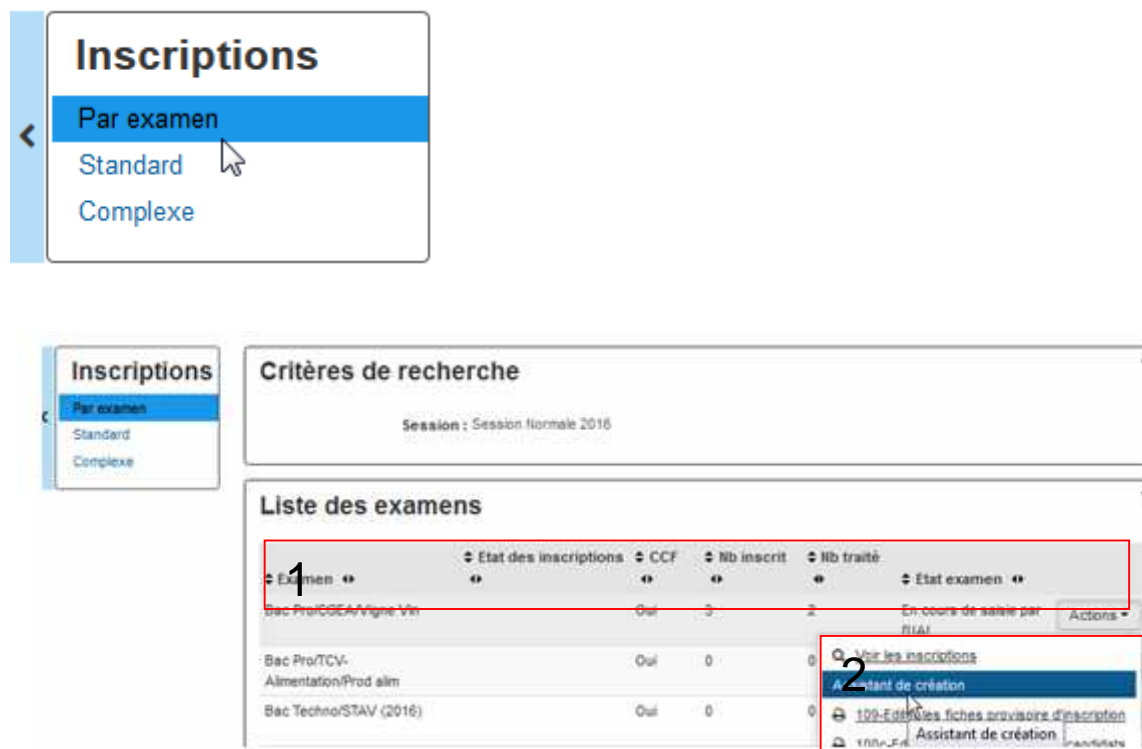 Inscriptions
Par examen
Standard
Complexe
Inscriptions
Par examen
Standard
Complexe
Critères de recherche
Session : Session Normale 2016
Liste des examens
1
Examen Etat des inscriptions CCF Nb inscrit Nb traité Etat examen
Bac Pro/CGEA/Vigne Vin Oui 3 2 En cours de saisie par Actions
l'UAI
Bac Pro/TCV- Oui 0 0
Alimentation/Prod alim
Bac Techno/STAV (2016) Oui 0 0
2
Voir les inscriptions
Assistant de création
109-Edition des fiches provisoire d'inscription
Assistant de création
candidats